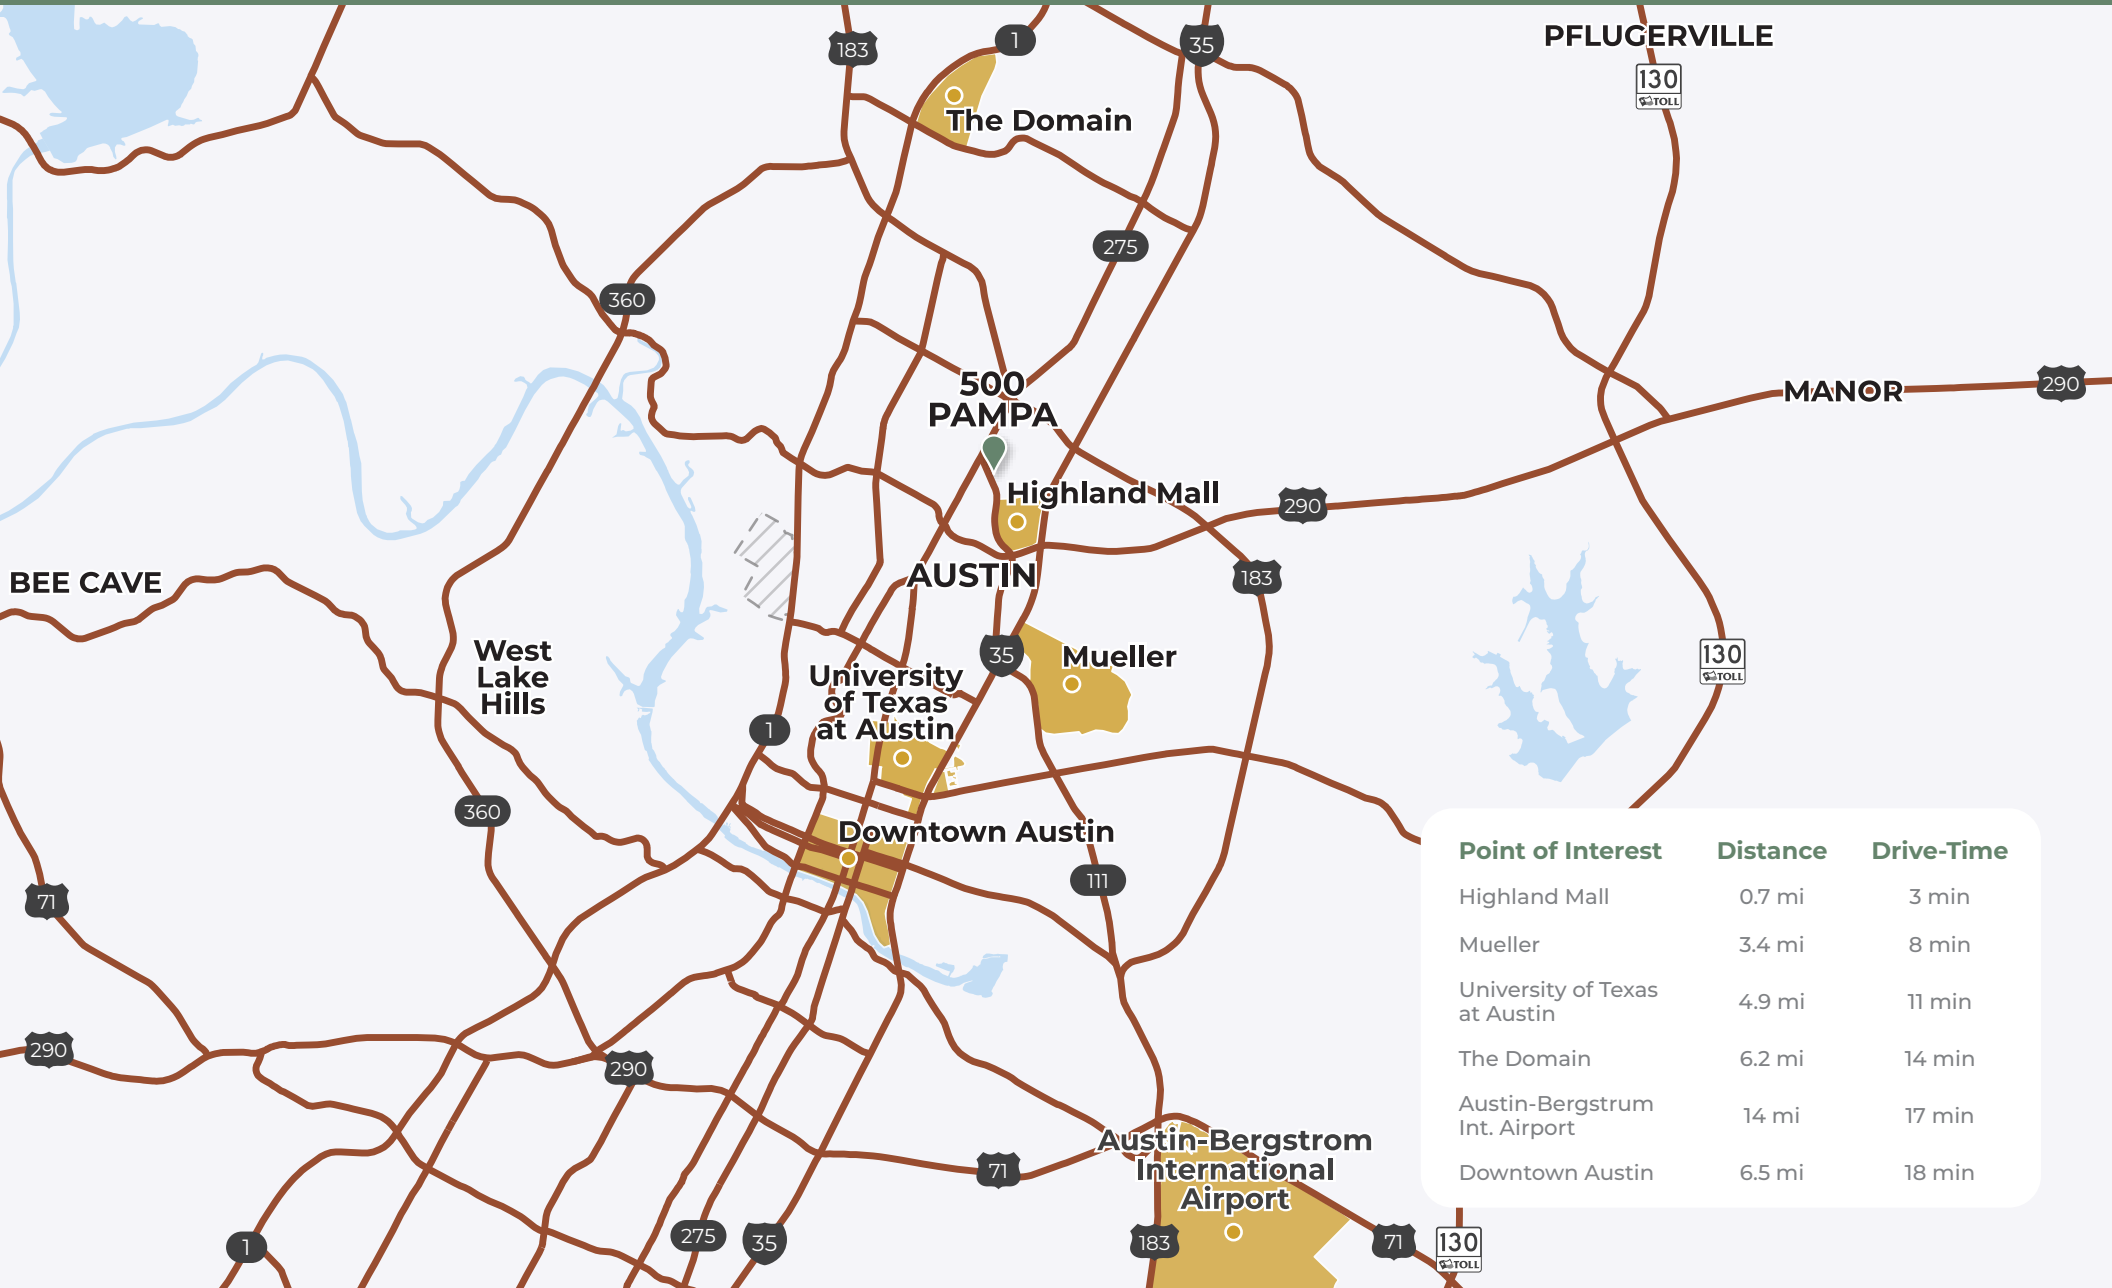 183
1
35
PFLUGERVILLE
130
TOLL
The Domain
275
360
500
PAMPA
MANOR
290
Highland Mall
290
BEE CAVE
AUSTIN
183
West
Lake
Hills
35
Mueller
130
TOLL
University
of Texas
at Austin
1
360
Downtown Austin
111
71
290
290
Austin-Bergstrom
International
Airport
71
1
275
35
183
71
130
TOLL
Point of Interest Distance Drive-Time
Highland Mall 0.7 mi 3 min
Mueller 3.4 mi 8 min
University of Texas
at Austin 4.9 mi 11 min
The Domain 6.2 mi 14 min
Austin-Bergstrum
Int. Airport 14 mi 17 min
Downtown Austin 6.5 mi 18 min